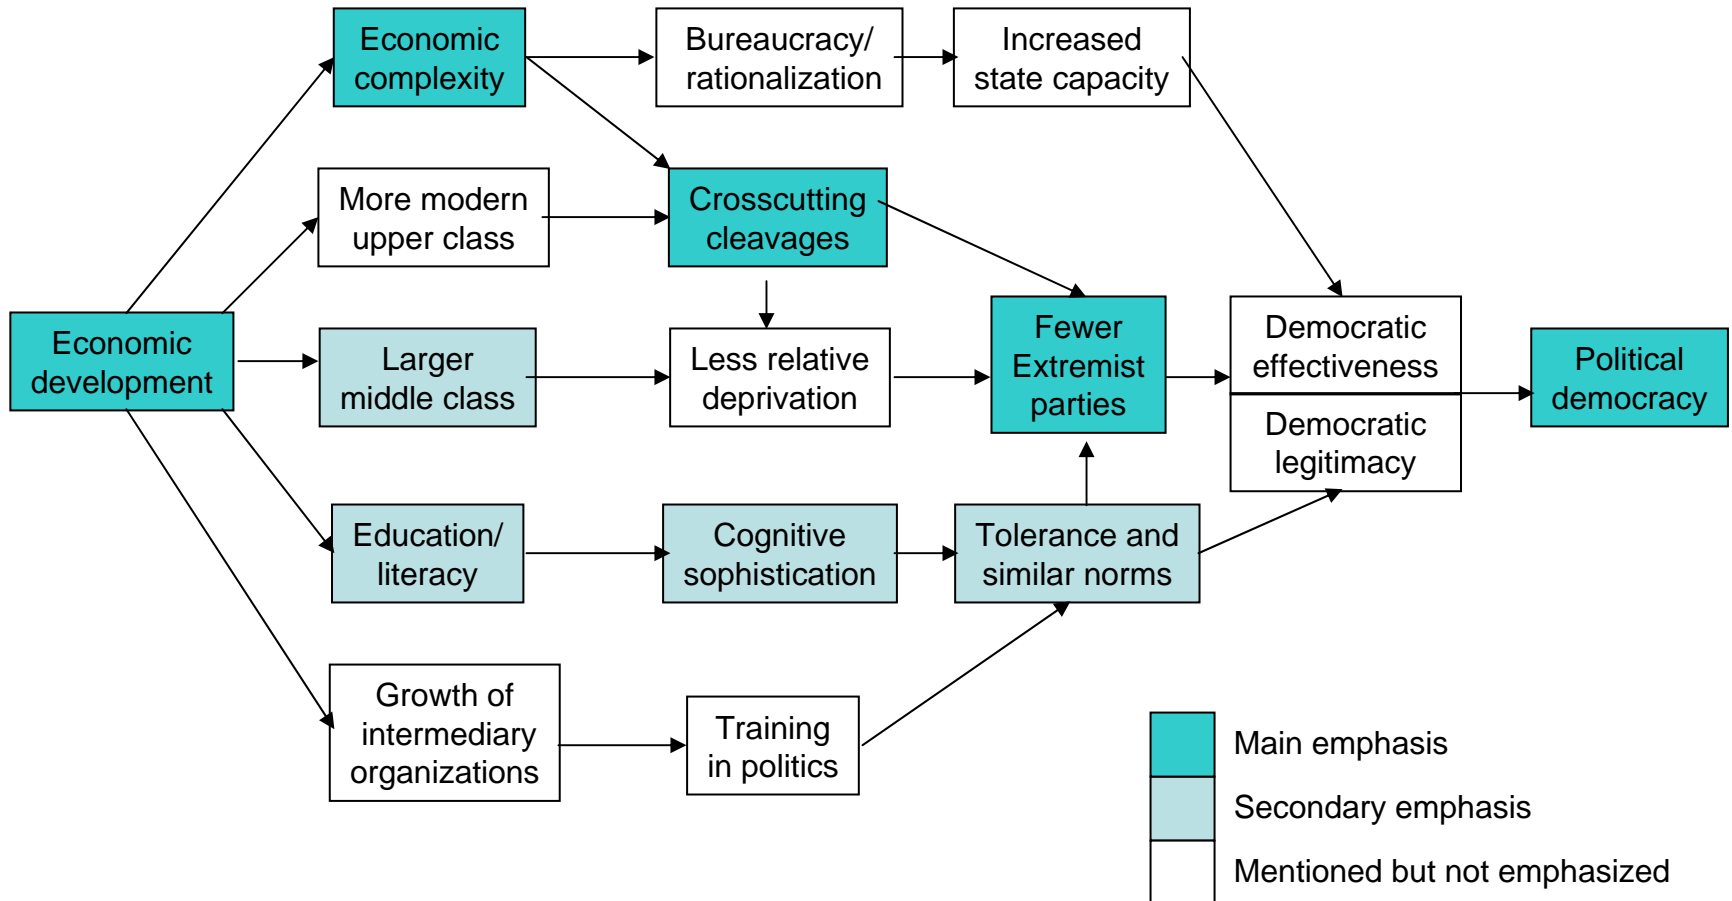 Economic
complexity
Bureaucracy/
rationalization
Increased
state capacity
More modern
upper class
Crosscutting
cleavages
Economic
development
Larger
middle class
Less relative
deprivation
Fewer
Extremist
parties
Democratic
effectiveness
Democratic
legitimacy
Political
democracy
Education/
literacy
Cognitive
sophistication
Tolerance and
similar norms
Growth of
intermediary
organizations
Training
in politics
Main emphasis
Secondary emphasis
Mentioned but not emphasized